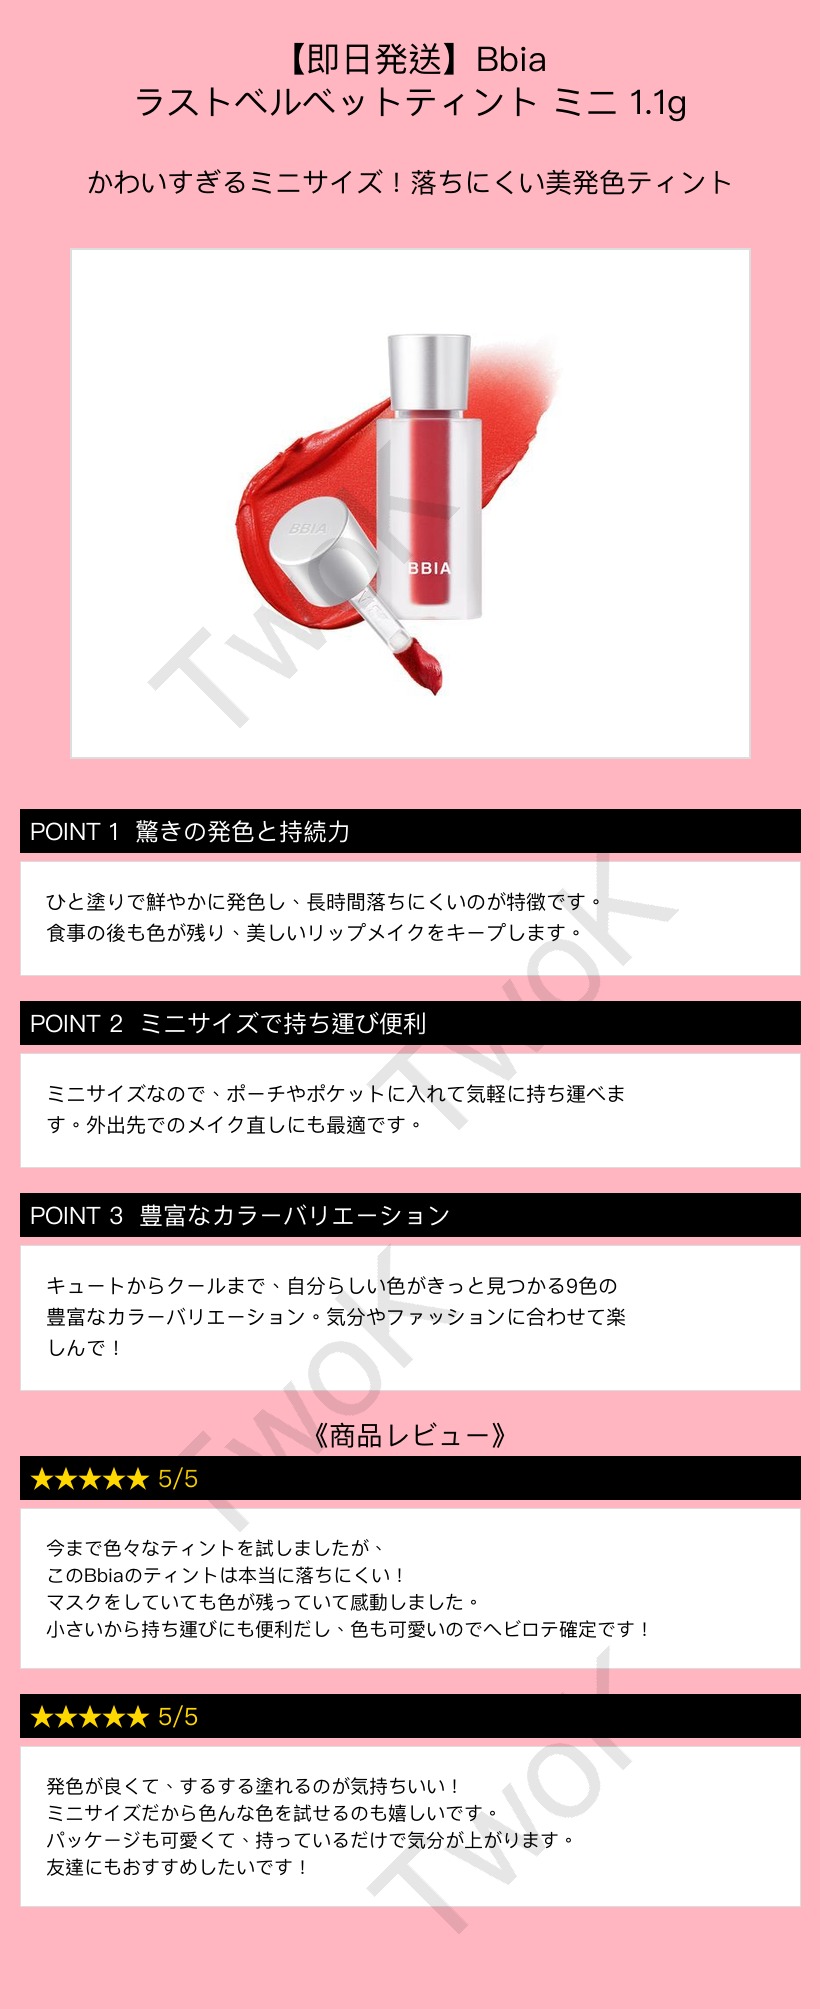 【即日発送】Bbia
ラストベルベットティント ミニ 1.1g
かわいすぎるミニサイズ！落ちにくい美発色ティント
BBIA
BBIA
TwoK
POINT 1 驚きの発色と持続力
ひと塗りで鮮やかに発色し、長時間落ちにくいのが特徴です。
食事の後も色が残り、美しいリップメイクをキープします。
TwoK
POINT 2 ミニサイズで持ち運び便利
ミニサイズなので、ポーチやポケットに入れて気軽に持ち運べま
す。外出先でのメイク直しにも最適です。
POINT 3 豊富なカラーバリエーション
キュートからクールまで、自分らしい色がきっと見つかる9色の
豊富なカラーバリエーション。気分やファッションに合わせて楽
しんで！
TwoK
《商品レビュー》
★★★★★ 5/5
今まで色々なティントを試しましたが、
このBbiaのティントは本当に落ちにくい！
マスクをしていても色が残っていて感動しました。
小さいから持ち運びにも便利だし、色も可愛いのでヘビロテ確定です！
★★★★★ 5/5
発色が良くて、するする塗れるのが気持ちいい！
ミニサイズだから色んな色を試せるのも嬉しいです。
パッケージも可愛くて、持っているだけで気分が上がります。
友達にもおすすめしたいです！
TwoK